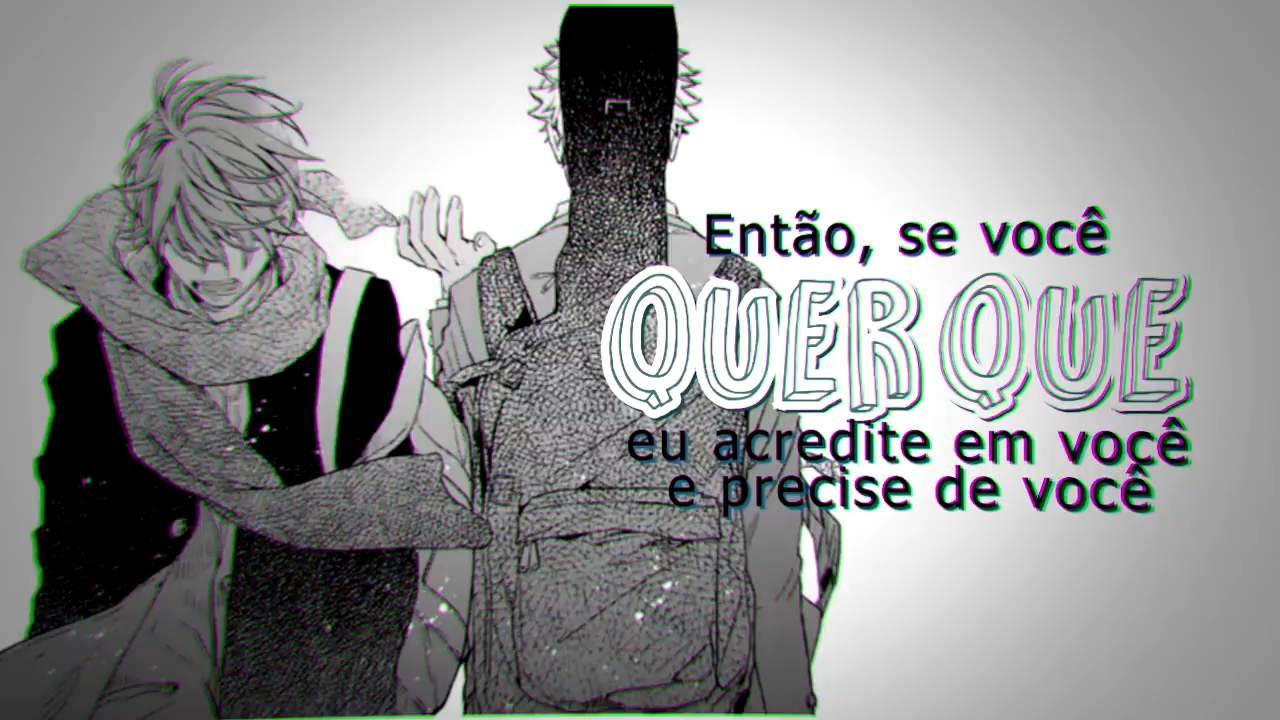 Então, se você
QUER QUE
eu acredite em você
e precise de você